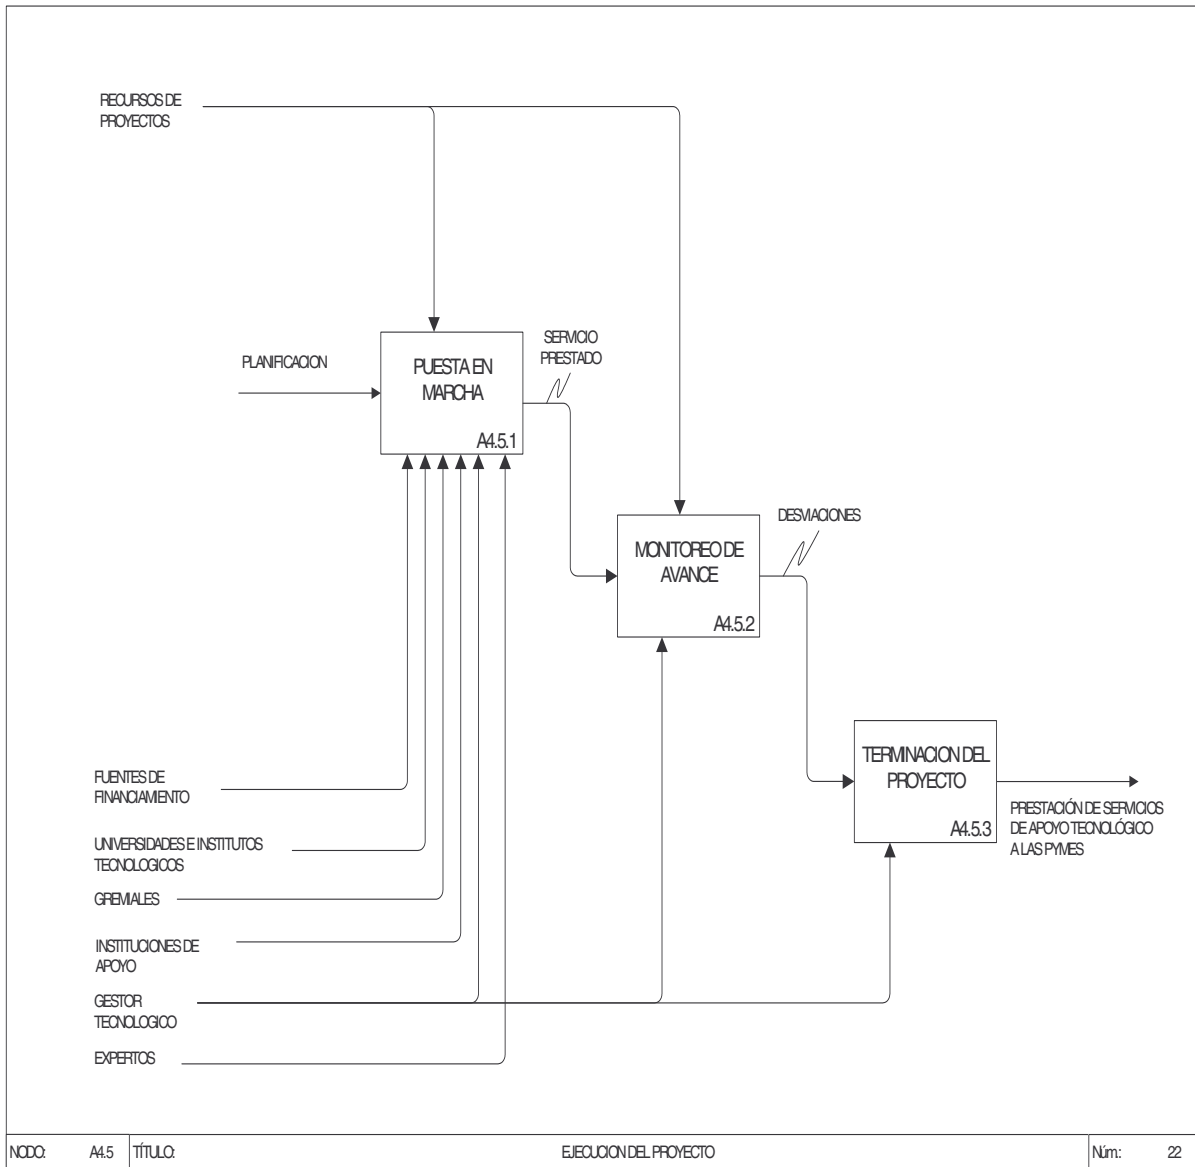 RECURSOS DE
PROYECTOS
PLANIFICACION
PUESTA EN
MARCHA
A4.5.1
SERVICIO
PRESTADO
MONITOREO DE
AVANCE
A4.5.2
DESVIACIONES
TERMINACION DEL
PROYECTO
A4.5.3
PRESTACIÓN DE SERVICIOS
DE APOYO TECNOLÓGICO
A LAS PYMES
FUENTES DE
FINANCIAMIENTO
UNIVERSIDADES E INSTITUTOS
TECNOLOGICOS
GREMIALES
INSTITUCIONES DE
APOYO
GESTOR
TECNOLOGICO
EXPERTOS
NODO: A4.5 TÍTULO: EJECUCION DEL PROYECTO Núm.: 22